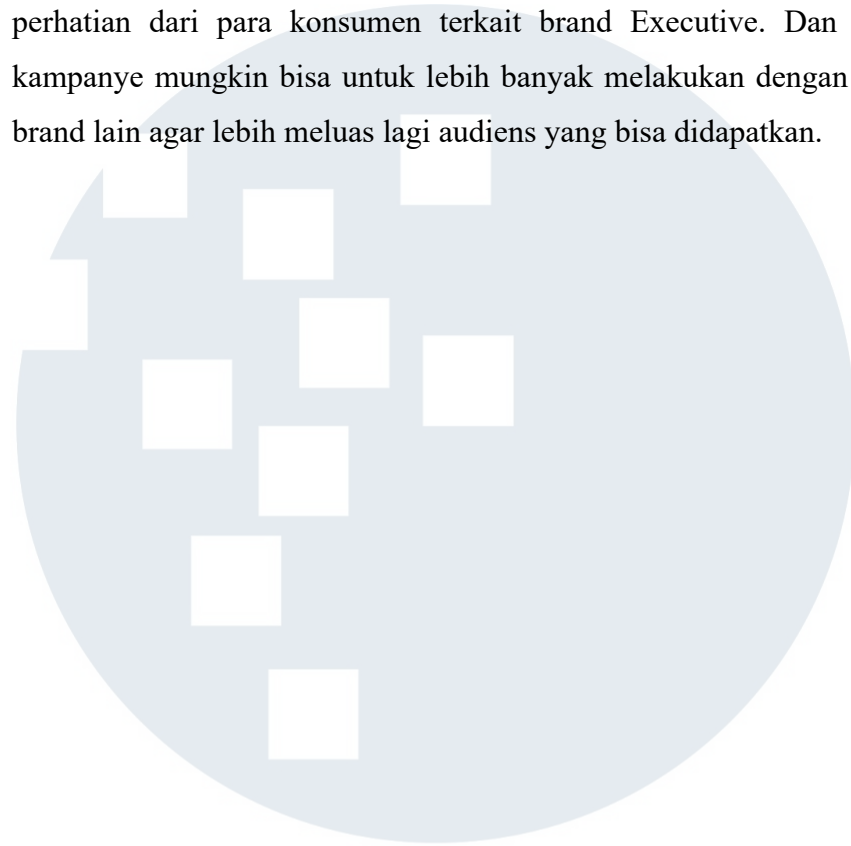 perhatian dari para konsumen terkait brand Executive. Dan
kampanye mungkin bisa untuk lebih banyak melakukan dengan
brand lain agar lebih meluas lagi audiens yang bisa didapatkan.